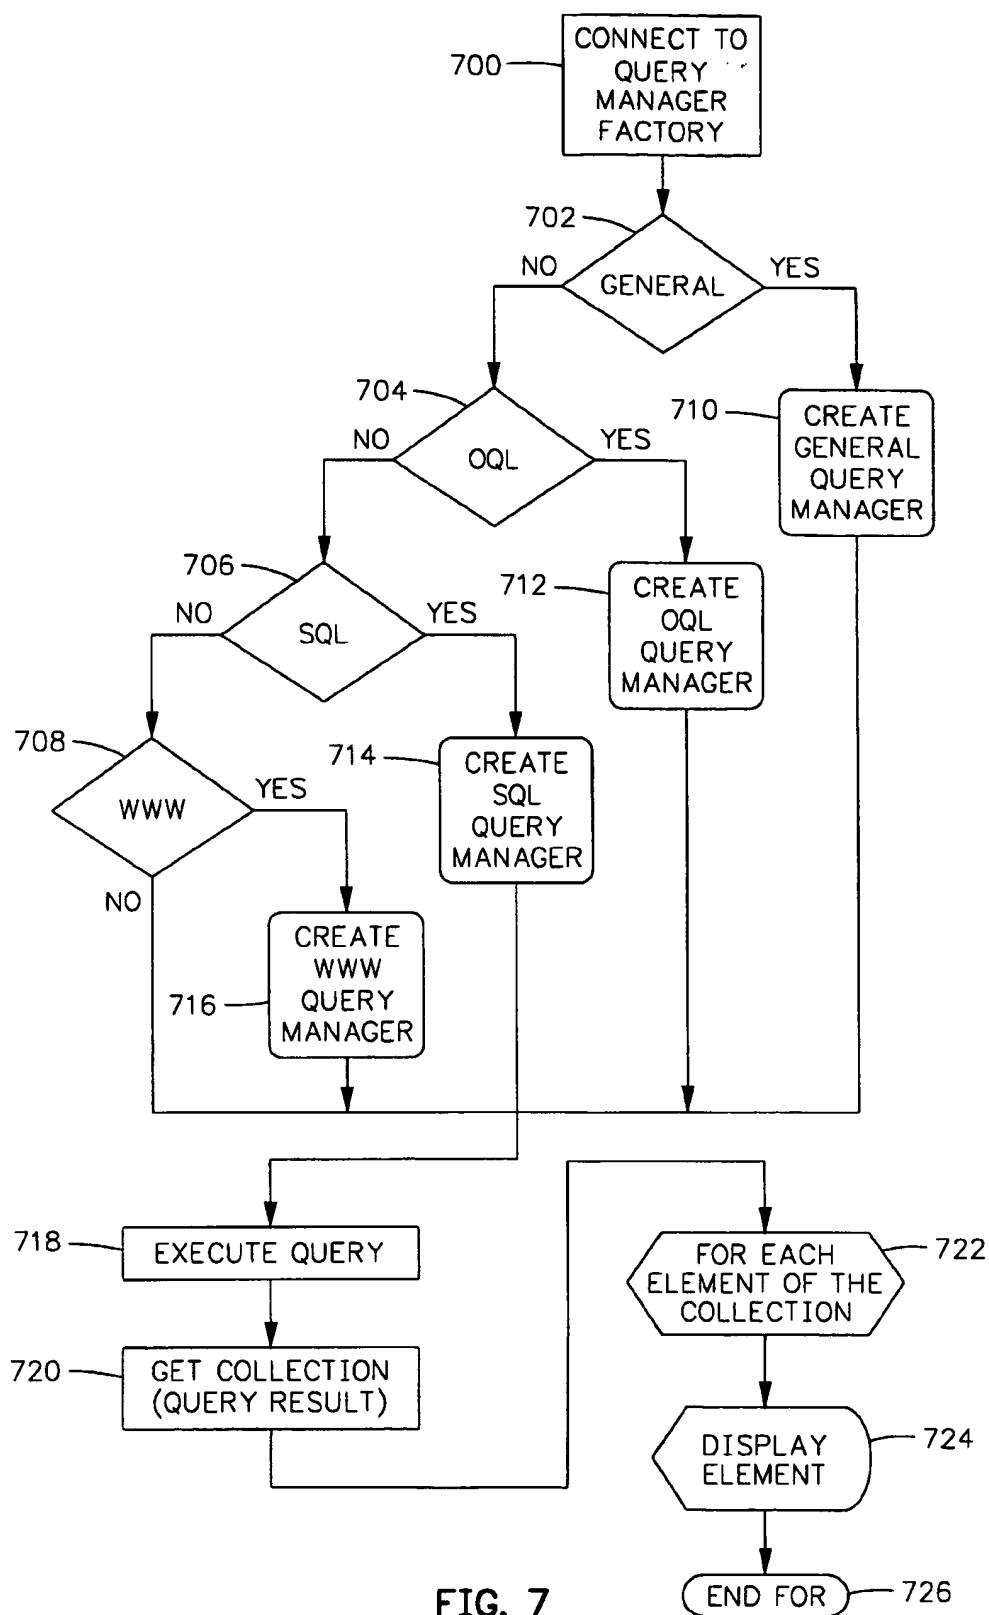 CONNECT TO
QUERY
MANAGER
FACTORY
700
702
GENERAL
NO
YES
704
OQL
NO
YES
710
CREATE
GENERAL
QUERY
MANAGER
706
SQL
NO
YES
712
CREATE
OQL
QUERY
MANAGER
708
WWW
YES
NO
714
CREATE
SQL
QUERY
MANAGER
716
CREATE
WWW
QUERY
MANAGER
718
EXECUTE QUERY
720
GET COLLECTION
(QUERY RESULT)
722
FOR EACH
ELEMENT OF THE
COLLECTION
724
DISPLAY
ELEMENT
726
END FOR
FIG. 7